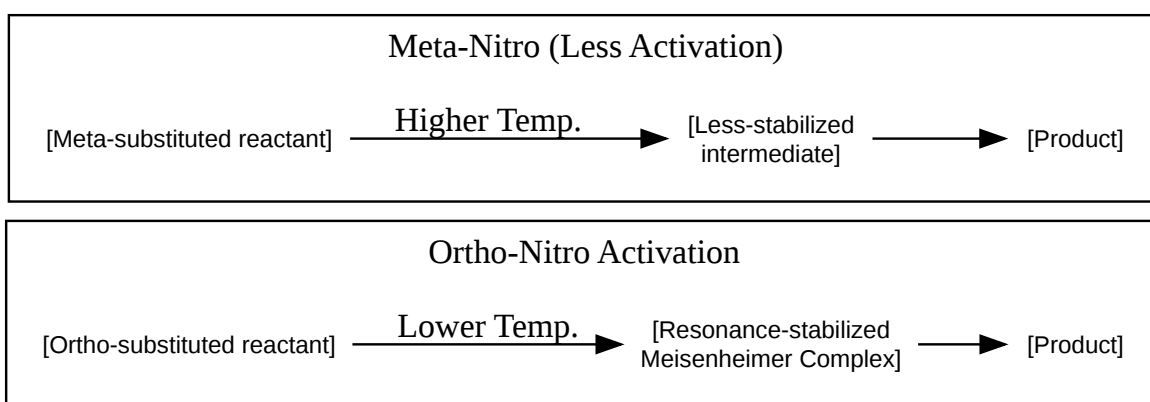 Meta-Nitro (Less Activation)
Higher Temp.
[Meta-substituted reactant]
[Less-stabilized
intermediate]
[Product]
Ortho-Nitro Activation
Lower Temp.
[Ortho-substituted reactant]
[Resonance-stabilized
Meisenheimer Complex]
[Product]